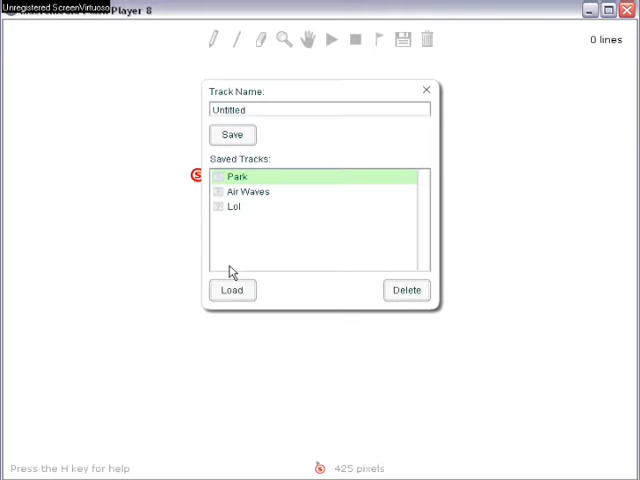 Unregistered ScreenVirtuoso
Player 8
0 lines
Track Name:
Untitled
Save
Saved Tracks:
Park
Air Waves
Lol
Load
Delete
Press the H key for help
425 pixels